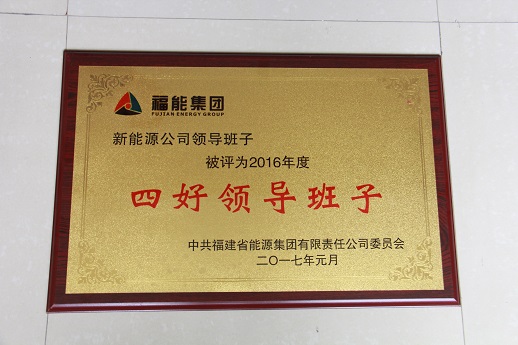 福能集团
FUJIAN ENERGY GROUP
新能源公司领导班子
被评为2016年度
四好领导班子
中共福建省能源集团有限责任公司委员会
二〇一七年元月